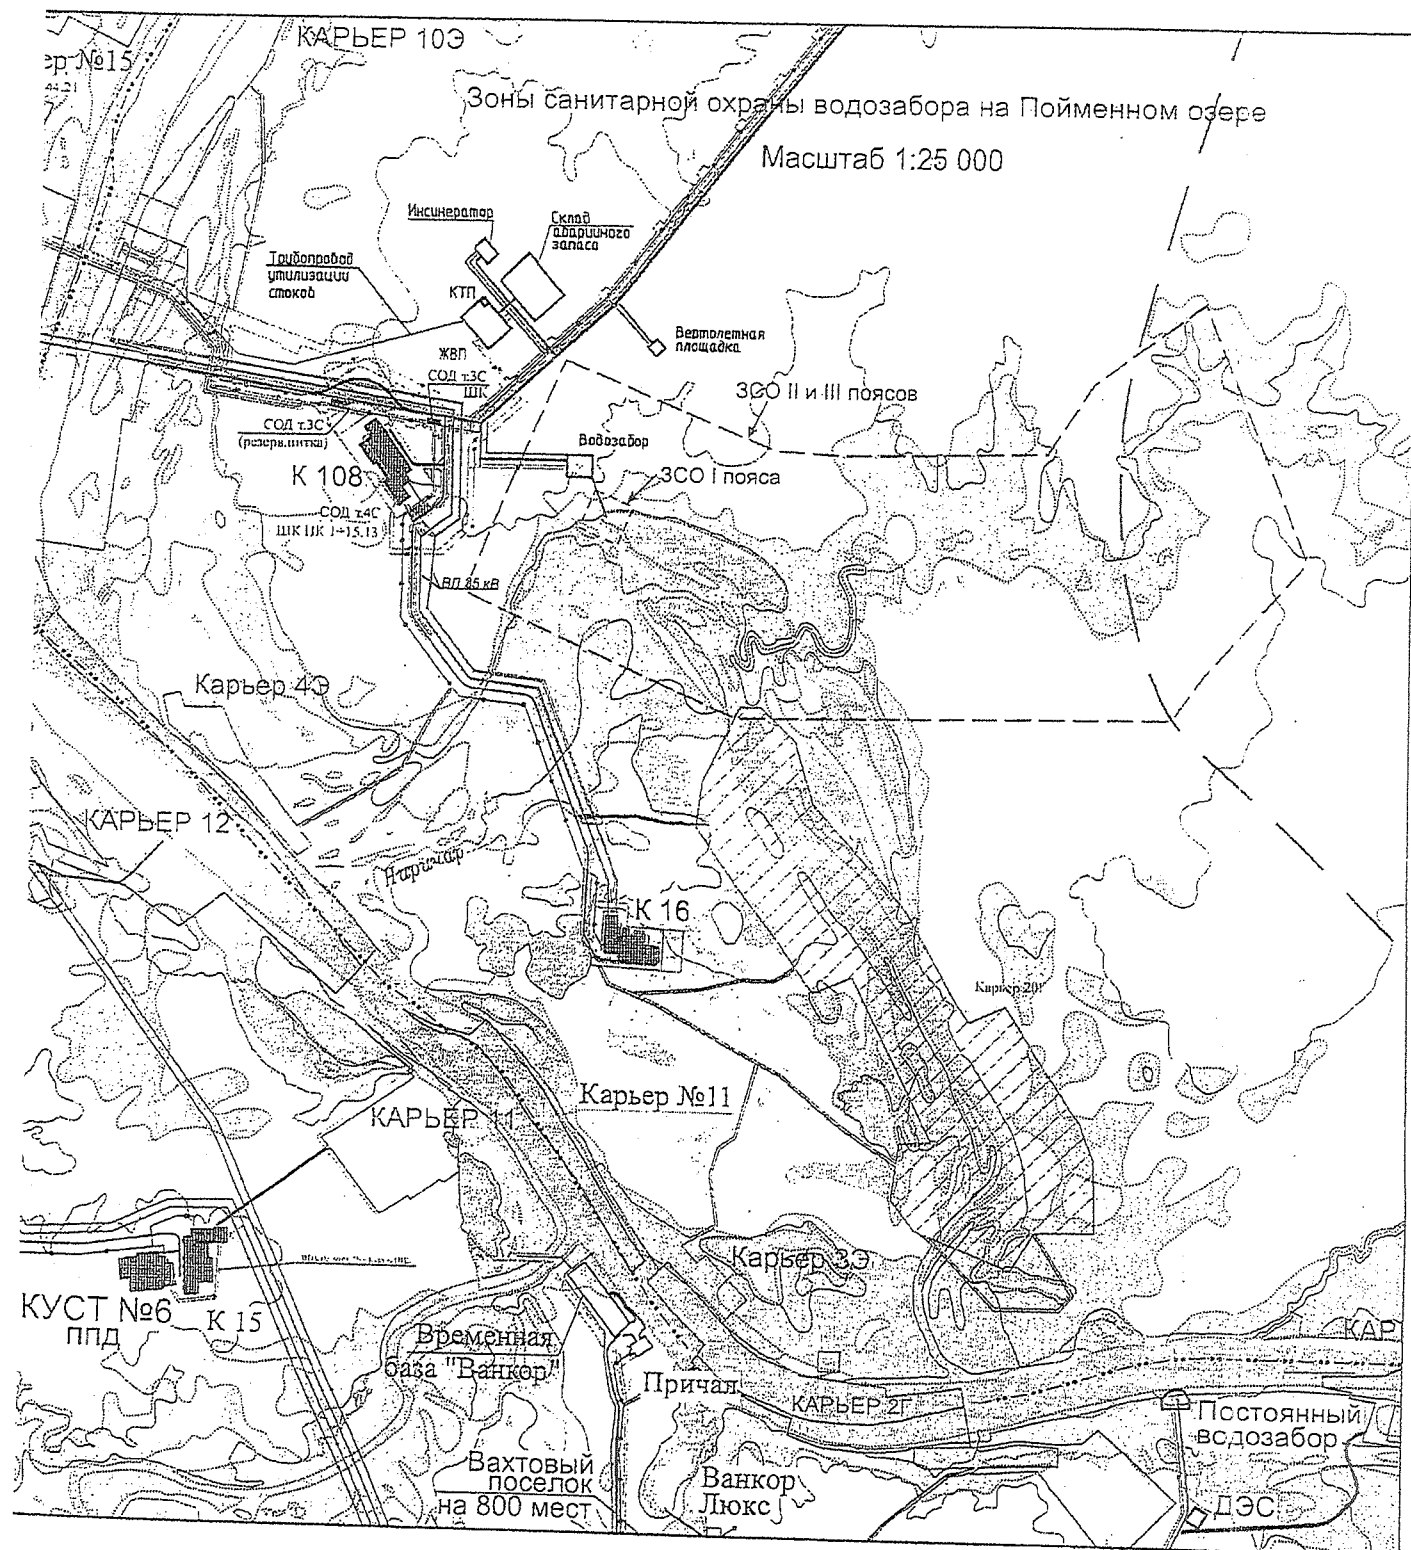 КАРЬЕР 10Э
ер №15
44.21
Зоны санитарной охраны водозабора на Пойменном озере
Масштаб 1:25 000
Инсинератор
Склад
аварийного
запаса
Трубопровод
утилизации
стоков
КТП
ЖВП
Вертолетная
площадка
СОД т.3С
ШК
ЗСО II и III поясов
СОД т.3С
(резерв.нитка)
Водозабор
К 108
ЗСО I пояса
СОД т.4С
ВЛ 35 кВ
Карьер 4Э
КАРЬЕР 12
К 16
Карьер 20
Карьер №11
КАРЬЕР 11
Карьер 3Э
КУСТ №6
ППД
К 15
Временная
база "Ванкор"
Причал
КАР
КАРЬЕР 2Г
Постоянный
водозабор
Вахтовый
поселок
на 800 мест
Ванкор
Люкс
ДЭС